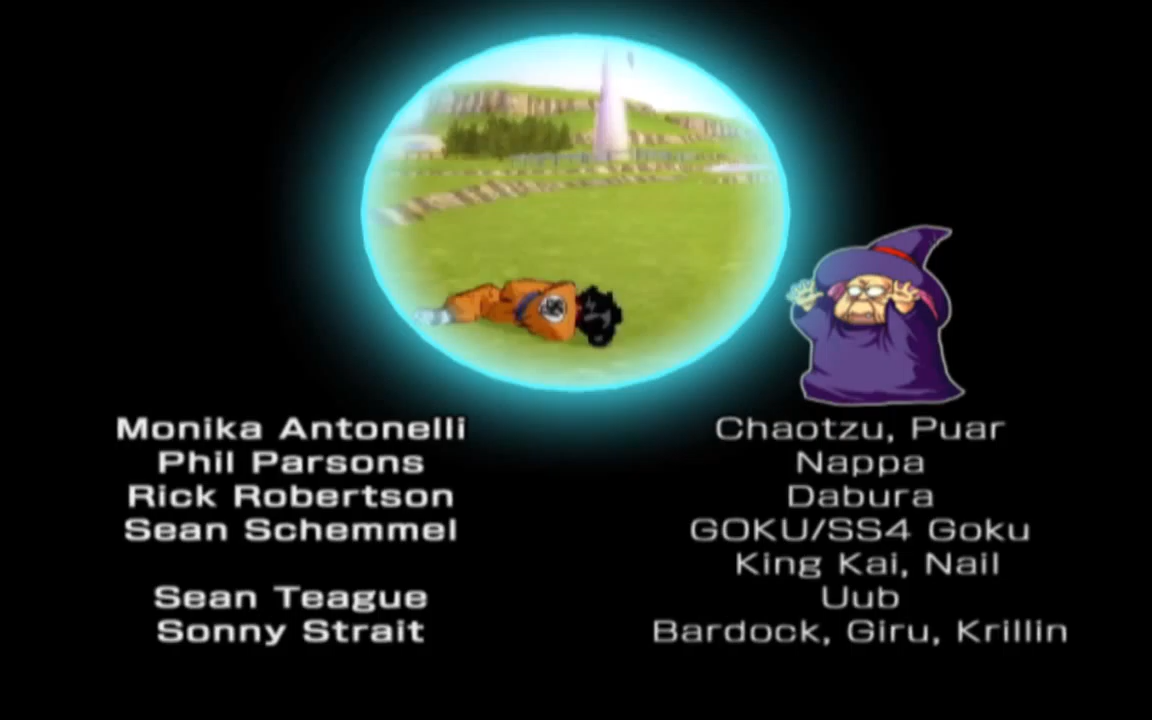 Monika Antonelli Chaotzu, Puar
Phil Parsons Nappa
Rick Robertson Dabura
Sean Schemmel GOKU/SS4 Goku
King Kai, Nail
Sean Teague Uub
Sonny Strait Bardock, Giru, Krillin